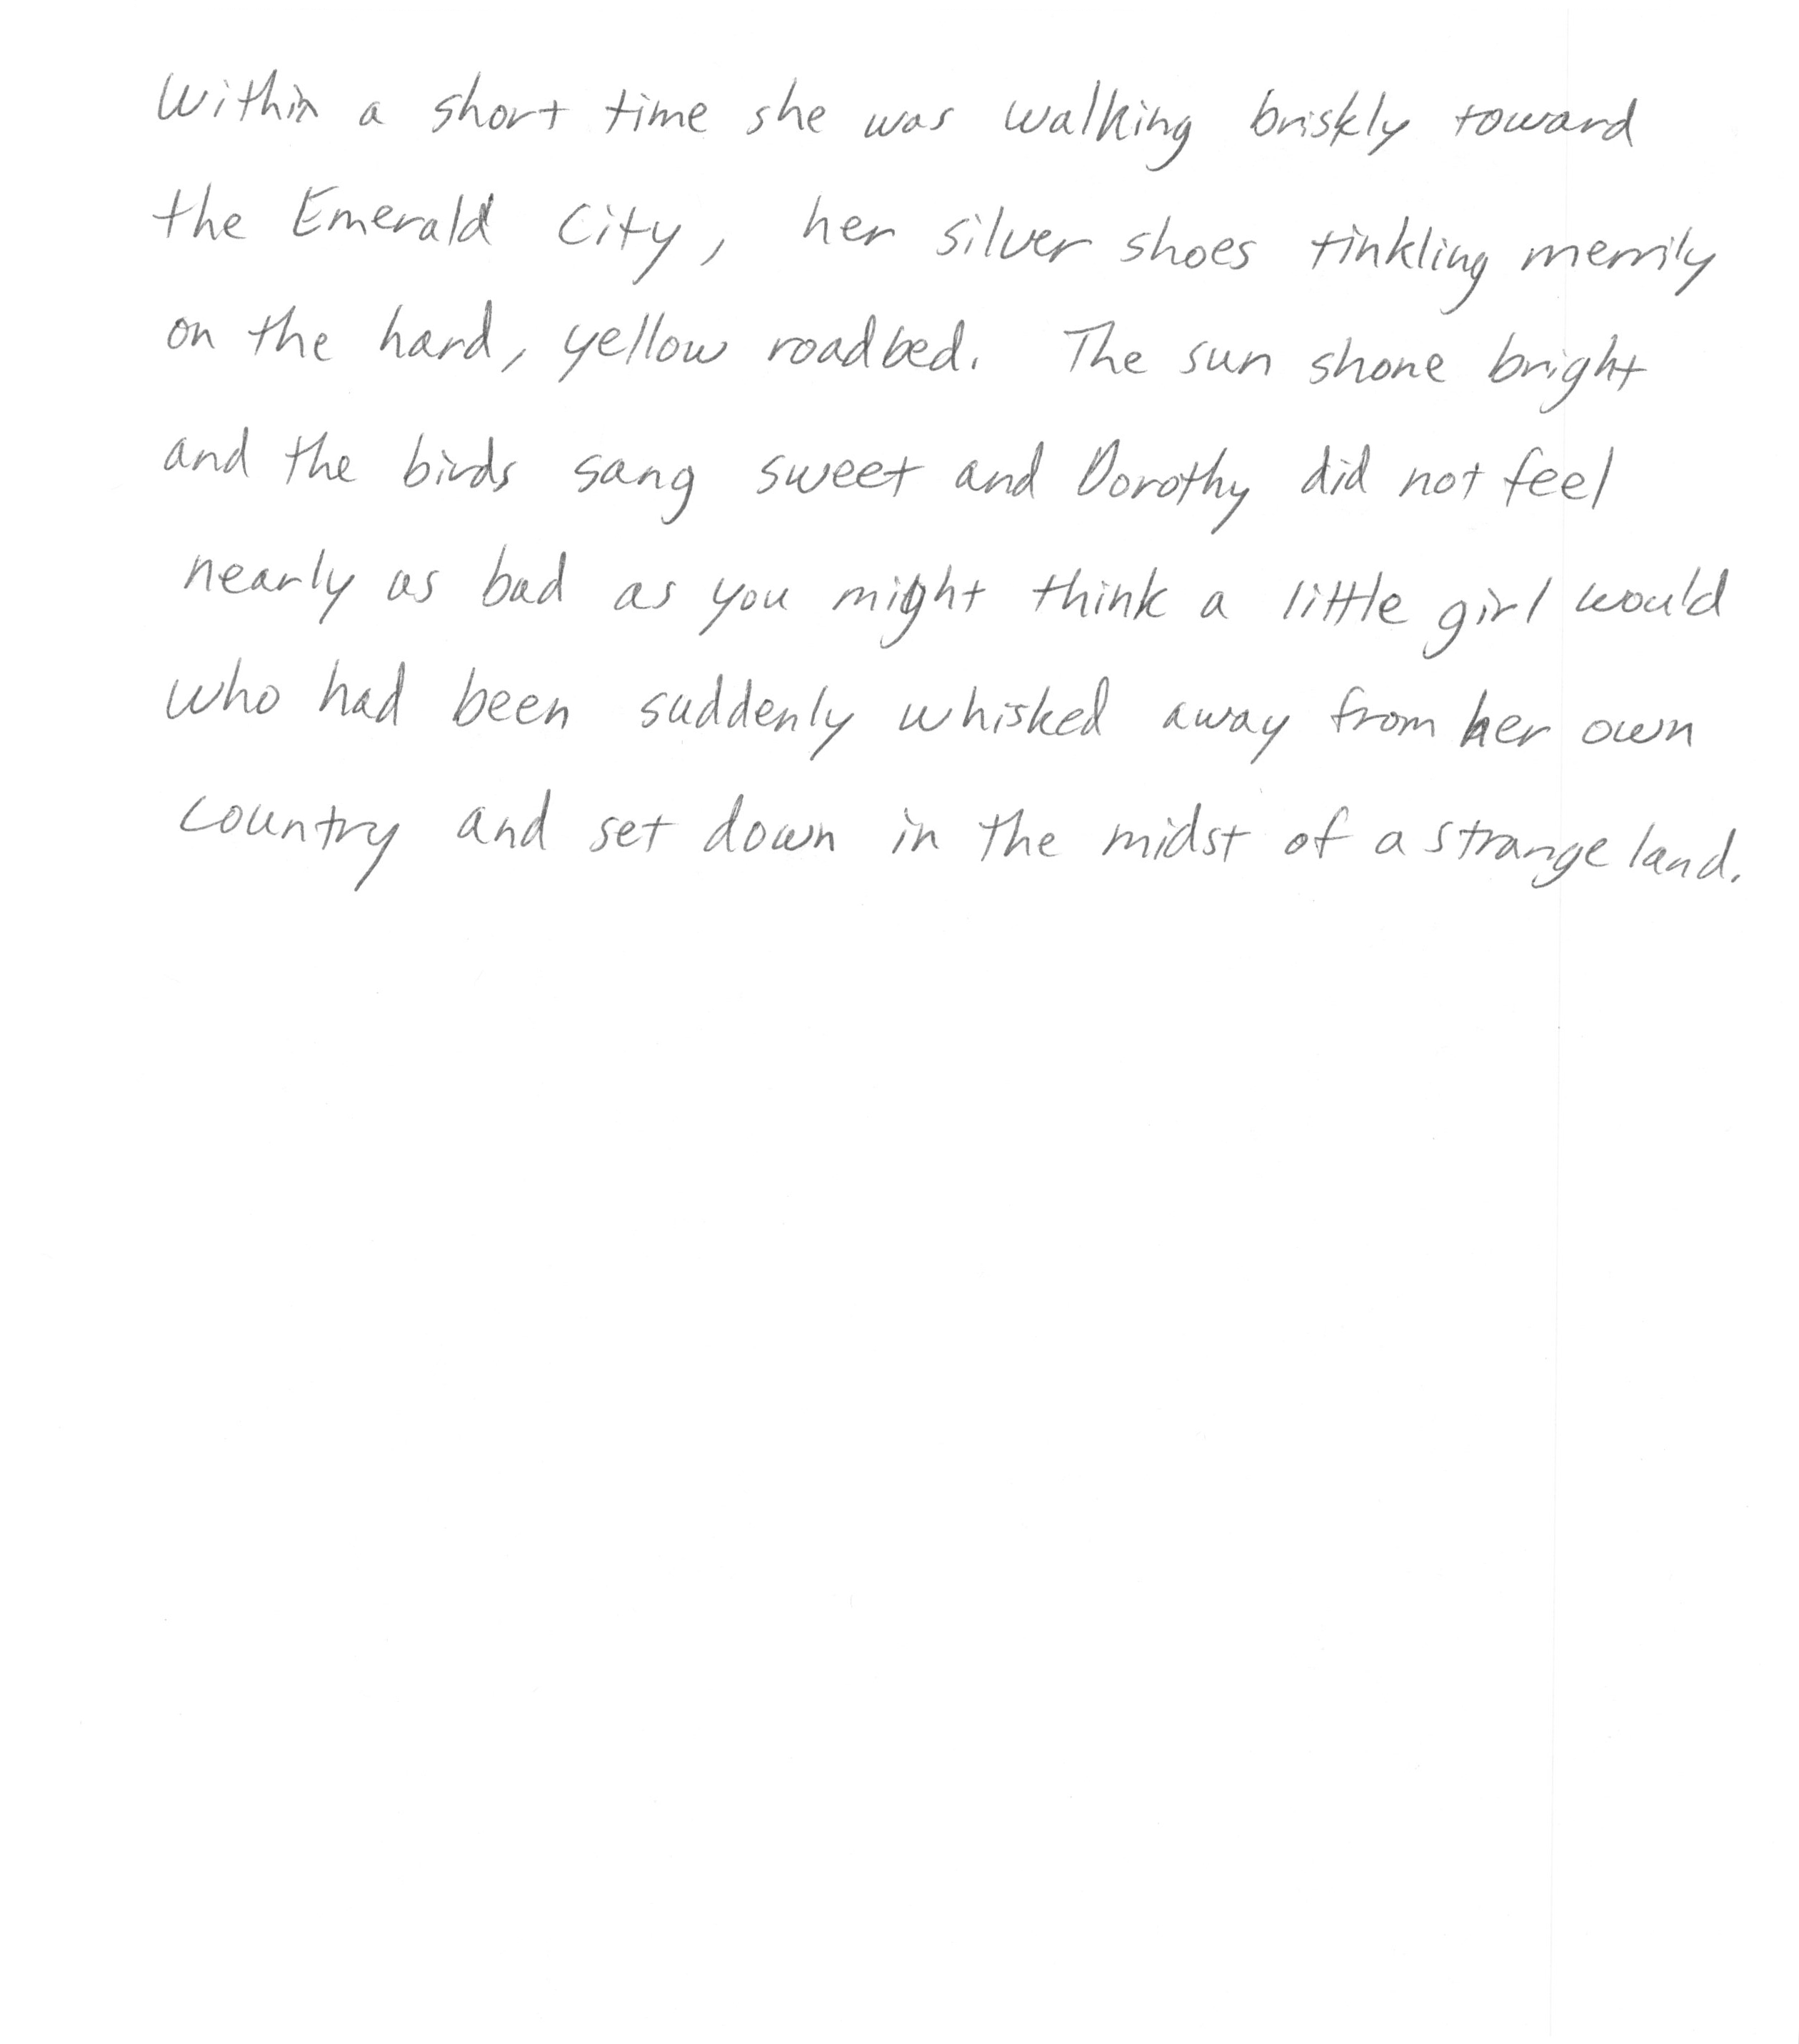 Within a short time she was walking briskly toward
the Emerald City, her silver shoes tinkling merrily
on the hard, yellow roadbed. The sun shone bright
and the birds sang sweet and Dorothy did not feel
nearly as bad as you might think a little girl would
who had been suddenly whisked away from her own
country and set down in the midst of a strange land.